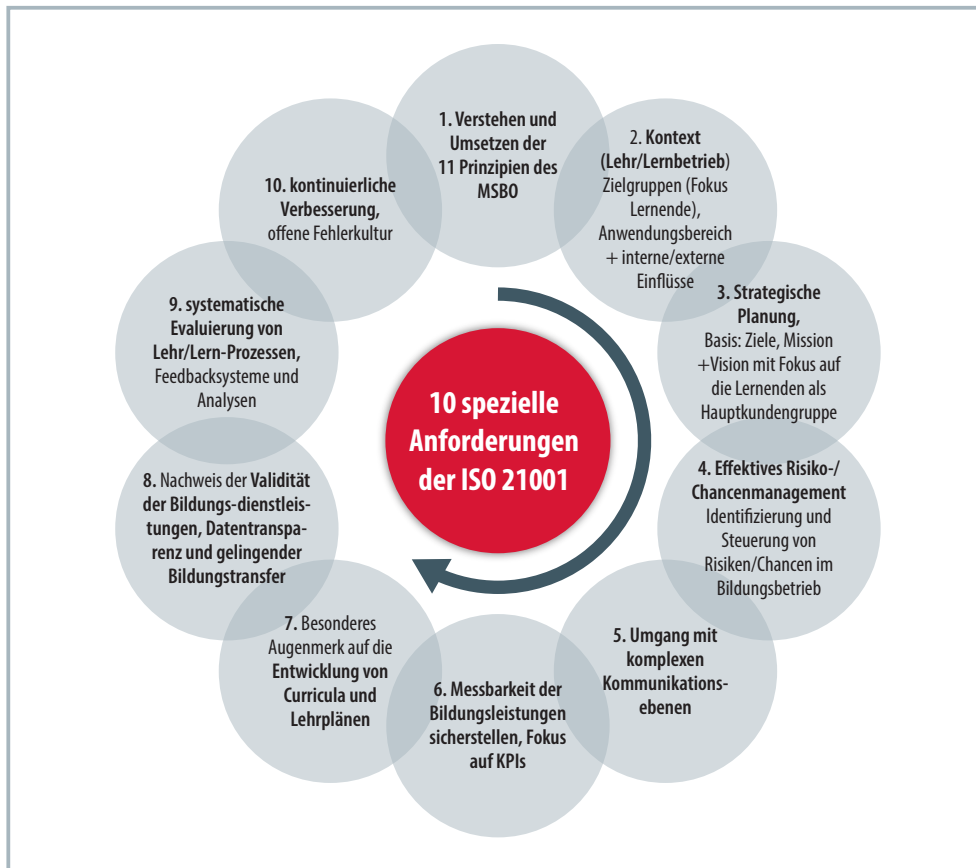 1. Verstehen und
Umsetzen der
11 Prinzipien des
MSBO
2. Kontext
(Lehr/Lernbetrieb)
Zielgruppen (Fokus
Lernende),
Anwendungsbereich
+ interne/externe
Einflüsse
3. Strategische
Planung,
Basis: Ziele, Mission
+Vision mit Fokus auf
die Lernenden als
Hauptkundengruppe
4. Effektives Risiko-/
Chancenmanagement
Identifizierung und
Steuerung von
Risiken/Chancen im
Bildungsbetrieb
5. Umgang mit
komplexen
Kommunikations-
ebenen
6. Messbarkeit der
Bildungsleistungen
sicherstellen, Fokus
auf KPIs
7. Besonderes
Augenmerk auf die
Entwicklung von
Curricula und
Lehrplänen
8. Nachweis der Validität
der Bildungs-dienstleis-
tungen, Datentranspa-
renz und gelingender
Bildungstransfer
9. systematische
Evaluierung von
Lehr/Lern-Prozessen,
Feedbacksysteme und
Analysen
10. kontinuierliche
Verbesserung,
offene Fehlerkultur
10 spezielle
Anforderungen
der ISO 21001